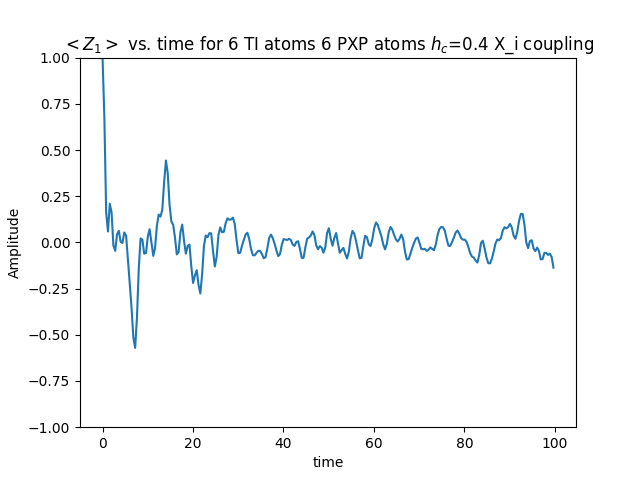 < Z₁ > vs. time for 6 TI atoms 6 PXP atoms h_c=0.4 X_i coupling
1.00
0.75
0.50
0.25
0.00
−0.25
−0.50
−0.75
−1.00
Amplitude
0 20 40 60 80 100
time